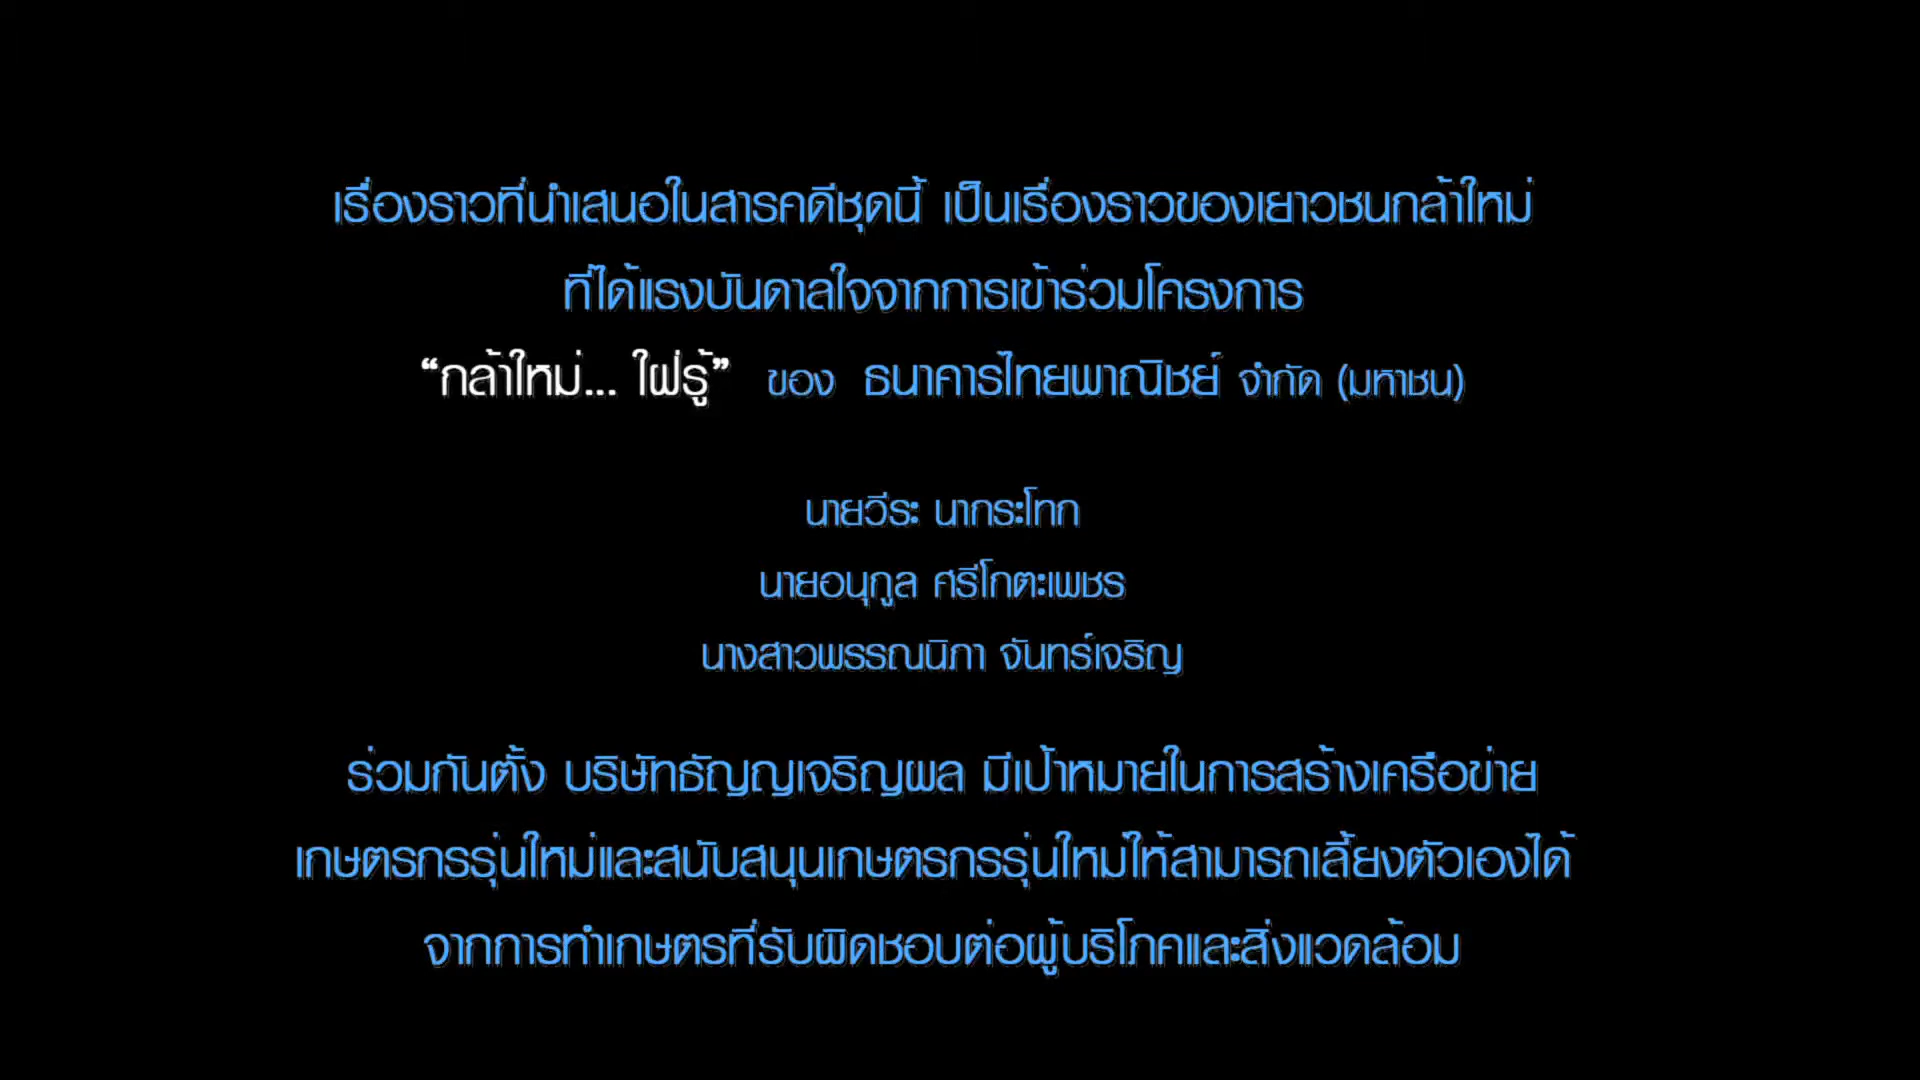 เรื่องราวที่นำเสนอในสารคดีชุดนี้ เป็นเรื่องราวของเยาวชนกล้าใหม่
ที่ได้แรงบันดาลใจจากการเข้าร่วมโครงการ
“กล้าใหม่... ใฝ่รู้” ของ ธนาคารไทยพาณิชย์ จำกัด (มหาชน)
นายวีระ นากระโทก
นายอนุกูล ศรีโกตะเพชร
นางสาวพรรณนิภา จันทร์เจริญ
ร่วมกันตั้ง บริษัทธัญญเจริญผล มีเป้าหมายในการสร้างเครือข่าย
เกษตรกรรุ่นใหม่และสนับสนุนเกษตรกรรุ่นใหม่ให้สามารถเลี้ยงตัวเองได้
จากการทำเกษตรที่รับผิดชอบต่อผู้บริโภคและสิ่งแวดล้อม